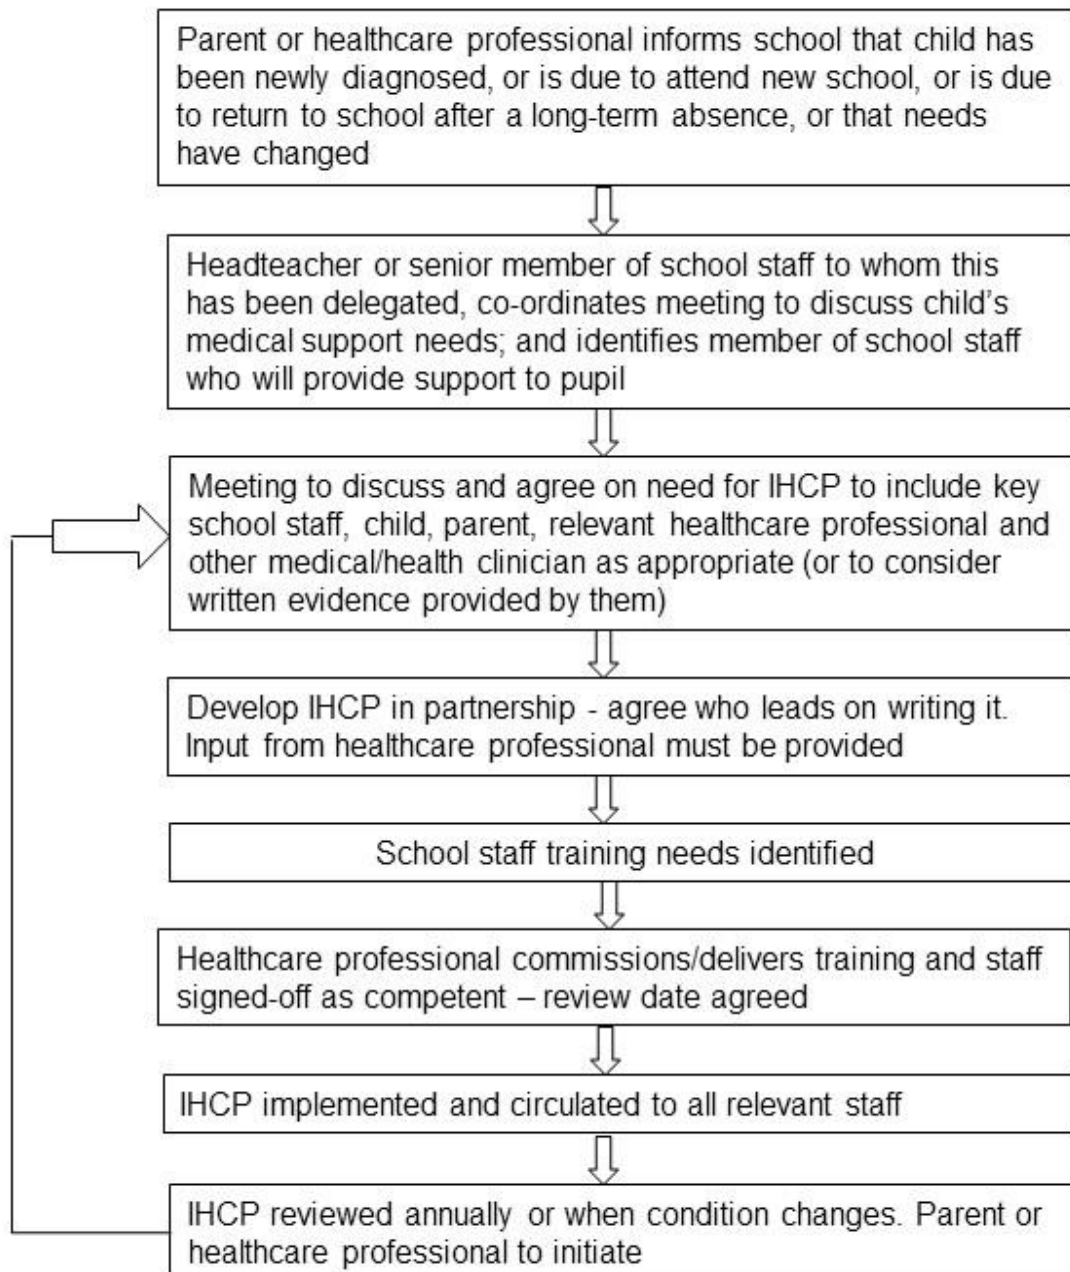 Parent or healthcare professional informs school that child has
been newly diagnosed, or is due to attend new school, or is due
to return to school after a long-term absence, or that needs
have changed
Headteacher or senior member of school staff to whom this
has been delegated, co-ordinates meeting to discuss child's
medical support needs; and identifies member of school staff
who will provide support to pupil
Meeting to discuss and agree on need for IHCP to include key
school staff, child, parent, relevant healthcare professional and
other medical/health clinician as appropriate (or to consider
written evidence provided by them)
Develop IHCP in partnership - agree who leads on writing it.
Input from healthcare professional must be provided
School staff training needs identified
Healthcare professional commissions/delivers training and staff
signed-off as competent – review date agreed
IHCP implemented and circulated to all relevant staff
IHCP reviewed annually or when condition changes. Parent or
healthcare professional to initiate